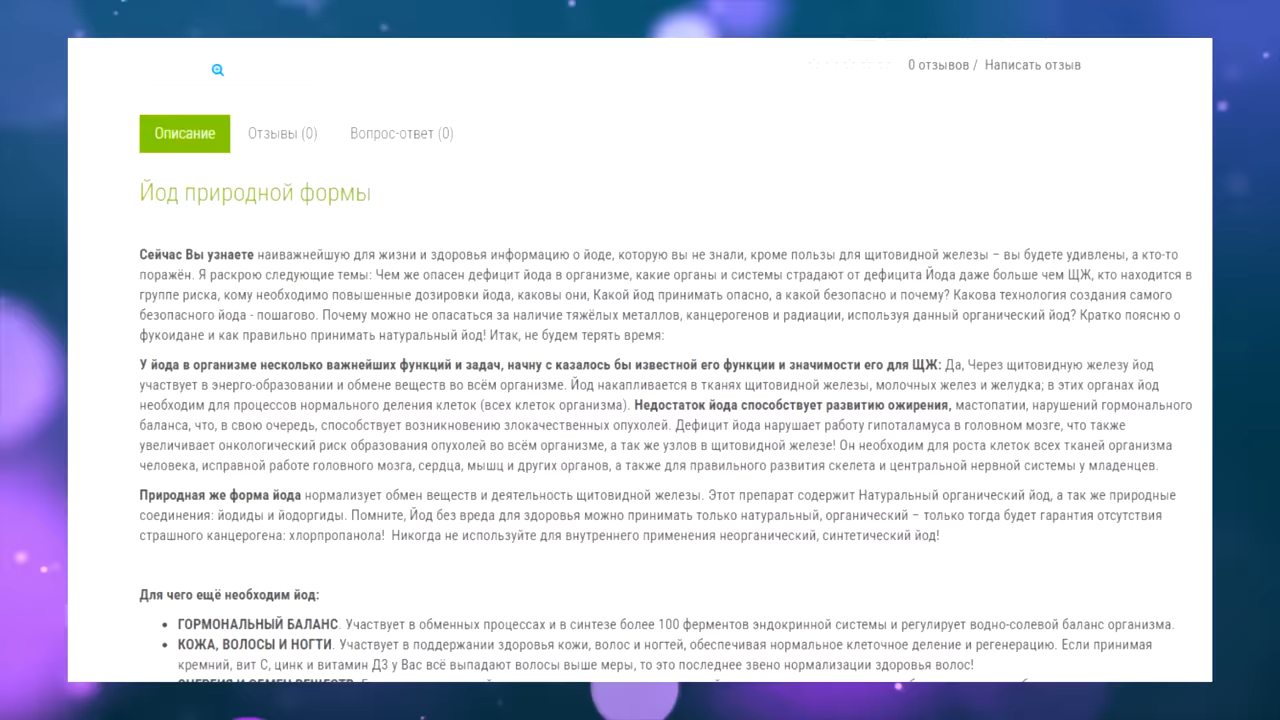 0 отзывов / Написать отзыв
Описание Отзывы (0) Вопрос-ответ (0)
Йод природной формы
Сейчас Вы узнаете наиважнейшую для жизни и здоровья информацию о йоде, которую вы не знали, кроме пользы для щитовидной железы – вы будете удивлены, а кто-то
поражён. Я раскрою следующие темы: Чем же опасен дефицит йода в организме, какие органы и системы страдают от дефицита Йода даже больше чем ЩЖ, кто находится в
группе риска, кому необходимо повышенные дозировки йода, каковы они, Какой йод принимать опасно, а какой безопасно и почему? Какова технология создания самого
безопасного йода - пошагово. Почему можно не опасаться за наличие тяжёлых металлов, канцерогенов и радиации, используя данный органический йод? Кратко поясню о
фукоидане и как правильно принимать натуральный йод! Итак, не будем терять время:
У йода в организме несколько важнейших функций и задач, начну с казалось бы известной его функции и значимости его для ЩЖ: Да, Через щитовидную железу йод
участвует в энерго-образовании и обмене веществ во всём организме. Йод накапливается в тканях щитовидной железы, молочных желез и желудка; в этих органах йод
необходим для процессов нормального деления клеток (всех клеток организма). Недостаток йода способствует развитию ожирения, мастопатии, нарушений гормонального
баланса, что, в свою очередь, способствует возникновению злокачественных опухолей. Дефицит йода нарушает работу гипоталамуса в головном мозге, что также
увеличивает онкологический риск образования опухолей во всём организме, а так же узлов в щитовидной железе! Он необходим для роста клеток всех тканей организма
человека, исправной работе головного мозга, сердца, мышц и других органов, а также для правильного развития скелета и центральной нервной системы у младенцев.
Природная же форма йода нормализует обмен веществ и деятельность щитовидной железы. Этот препарат содержит Натуральный органический йод, а так же природные
соединения: йодиды и йодоргиды. Помните, Йод без вреда для здоровья можно принимать только натуральный, органический – только тогда будет гарантия отсутствия
страшного канцерогена: хлорпропанола! Никогда не используйте для внутреннего применения неорганический, синтетический йод!
Для чего ещё необходим йод:
• ГОРМОНАЛЬНЫЙ БАЛАНС. Участвует в обменных процессах и в синтезе более 100 ферментов эндокринной системы и регулирует водно-солевой баланс организма.
• КОЖА, ВОЛОСЫ И НОГТИ. Участвует в поддержании здоровья кожи, волос и ногтей, обеспечивая нормальное клеточное деление и регенерацию. Если принимая
кремний, вит С, цинк и витамин Д3 у Вас всё выпадают волосы выше меры, то это последнее звено нормализации здоровья волос!